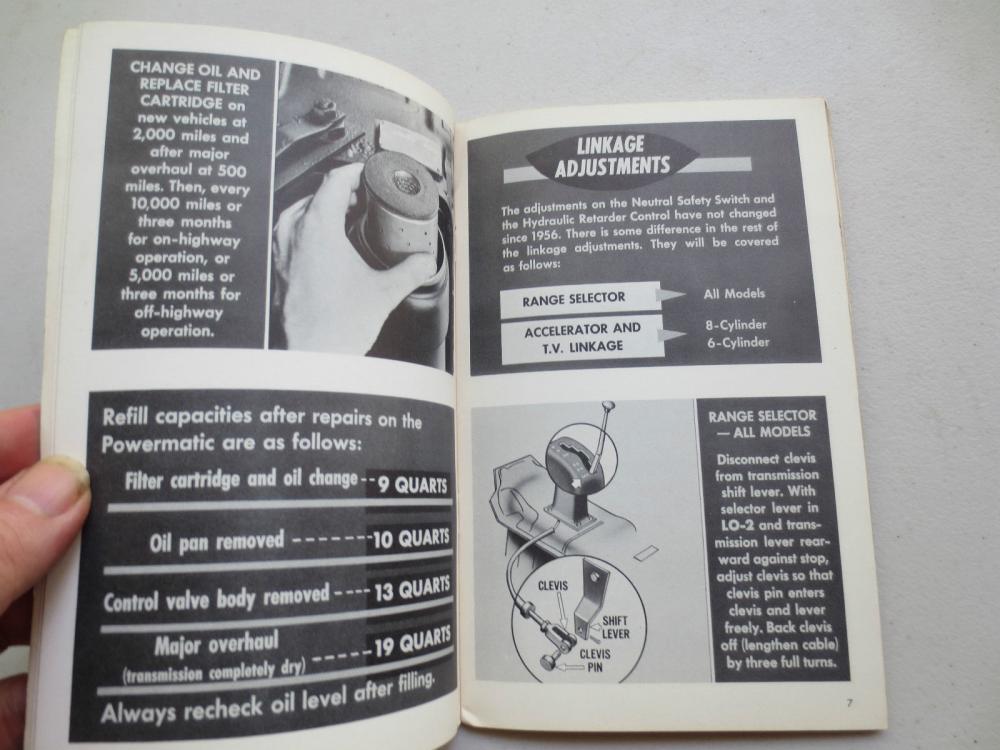 CHANGE OIL AND
REPLACE FILTER
CARTRIDGE on
new vehicles at
2,000 miles and
after major
overhaul at 500
miles. Then, every
10,000 miles or
three months
for on-highway
operation, or
5,000 miles or
three months for
off-highway
operation.
Refill capacities after repairs on the
Powermatic are as follows:
Filter cartridge and oil change--9 QUARTS
Oil pan removed -------10 QUARTS
Control valve body removed ----13 QUARTS
Major overhaul
(transmission completely dry) -----19 QUARTS
Always recheck oil level after filling.
LINKAGE
ADJUSTMENTS
The adjustments on the Neutral Safety Switch and
the Hydraulic Retarder Control have not changed
since 1956. There is some difference in the rest of
the linkage adjustments. They will be covered
as follows:
RANGE SELECTOR All Models
ACCELERATOR AND
T.V. LINKAGE
8-Cylinder
6-Cylinder
CLEVIS
SHIFT
LEVER
CLEVIS
PIN
RANGE SELECTOR
— ALL MODELS
Disconnect clevis
from transmission
shift lever. With
selector lever in
LO-2 and trans-
mission lever rear-
ward against stop,
adjust clevis so that
clevis pin enters
clevis and lever
freely. Back clevis
off (lengthen cable)
by three full turns.
7